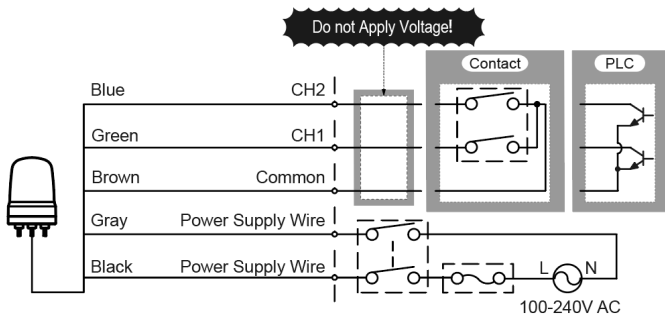 Do not Apply Voltage!
Contact
PLC
Blue CH2
Green CH1
Brown Common
Gray Power Supply Wire
Black Power Supply Wire
L N
100-240V AC